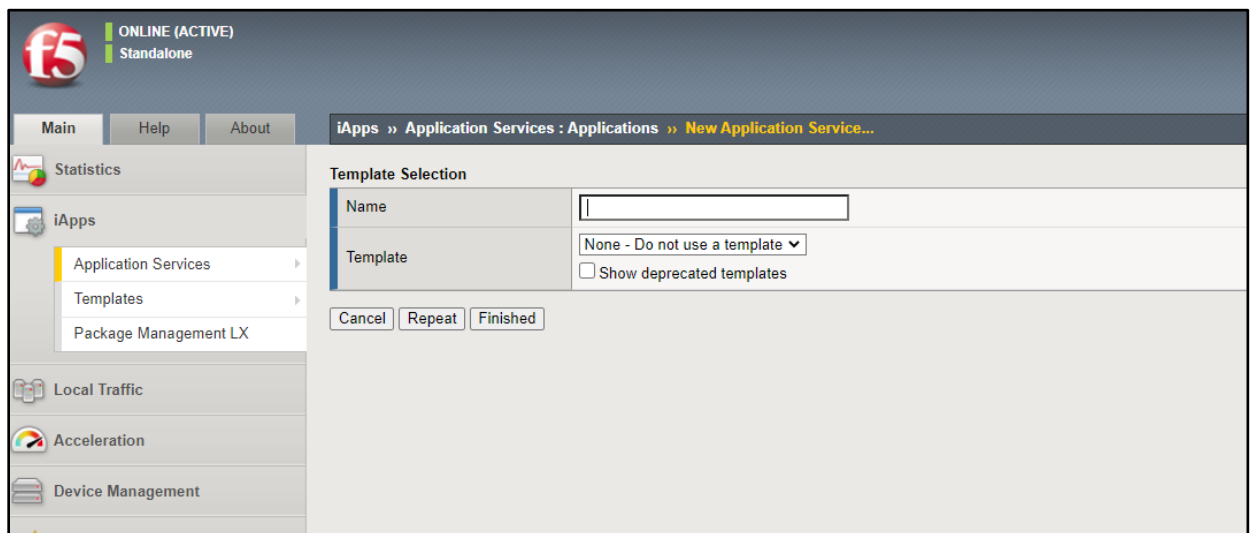 f5
ONLINE (ACTIVE)
Standalone
Main Help About
iApps ›› Application Services : Applications ›› New Application Service...
Statistics
iApps
Application Services
Templates
Package Management LX
Local Traffic
Acceleration
Device Management
Template Selection
Name
Template
None - Do not use a template
Show deprecated templates
Cancel Repeat Finished